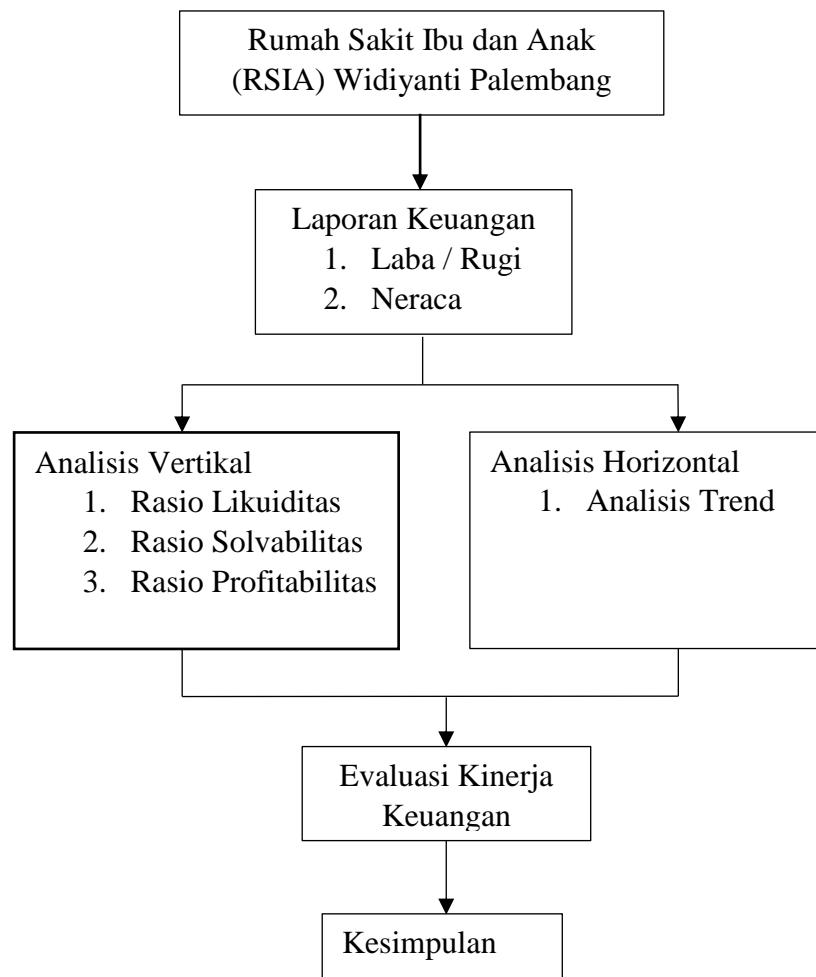 Rumah Sakit Ibu dan Anak
(RSIA) Widiyanti Palembang
Laporan Keuangan
1. Laba / Rugi
2. Neraca
Analisis Vertikal
1. Rasio Likuiditas
2. Rasio Solvabilitas
3. Rasio Profitabilitas
Analisis Horizontal
1. Analisis Trend
Evaluasi Kinerja
Keuangan
Kesimpulan